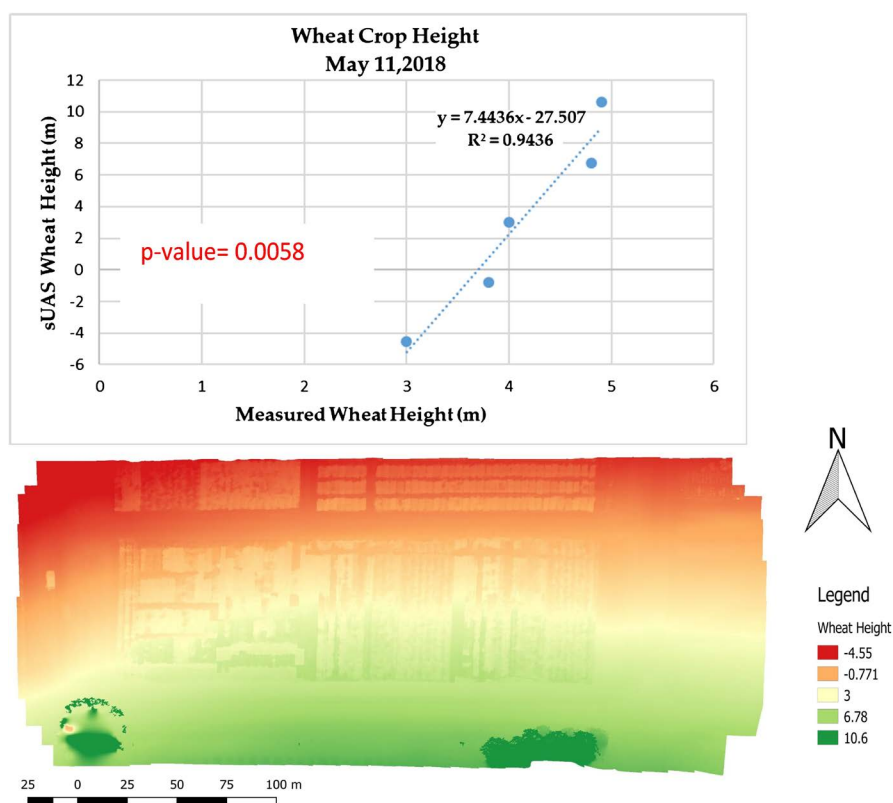 Wheat Crop Height
May 11,2018
12
10
8
6
4
2
0
-2
-4
-6
sUAS Wheat Height (m)
y = 7.4436x - 27.507
R² = 0.9436
p-value= 0.0058
0 1 2 3 4 5 6
Measured Wheat Height (m)
N
Legend
Wheat Height
-4.55
-0.771
3
6.78
10.6
25 0 25 50 75 100 m